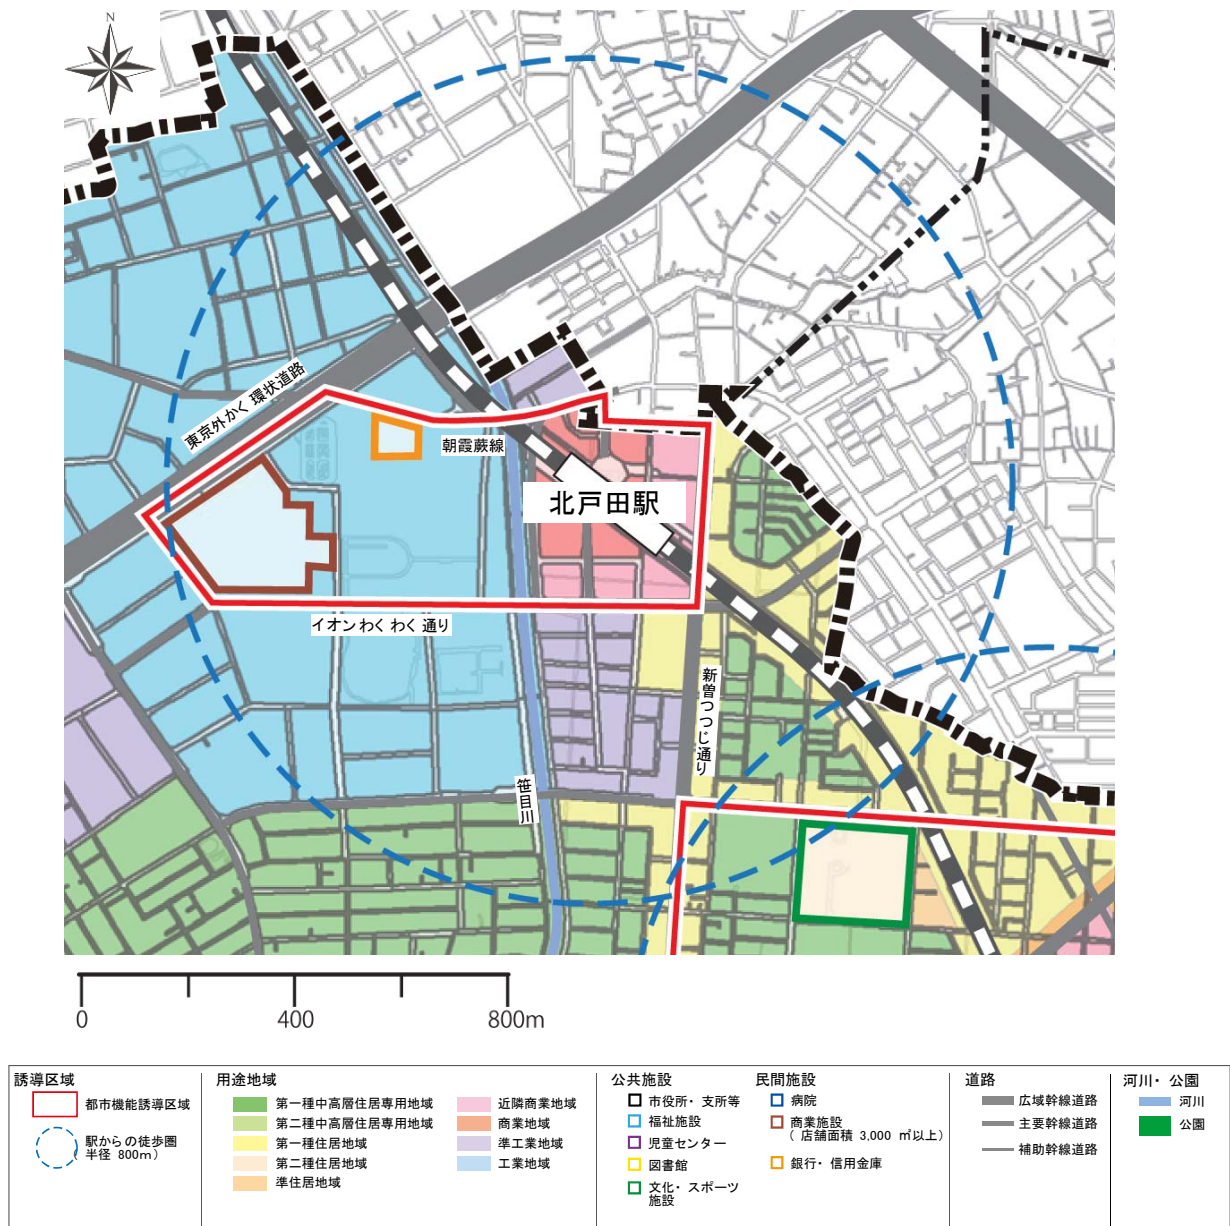 N
東京外かく環状道路
朝霞蕨線
北戸田駅
イオンわくわく通り
新曽つつじ通り
笹目川
0 400 800m
誘導区域
都市機能誘導区域
駅からの徒歩圏
（半径 800m）
用途地域
第一種中高層住居専用地域
第二種中高層住居専用地域
第一種住居地域
第二種住居地域
準住居地域
近隣商業地域
商業地域
準工業地域
工業地域
公共施設
市役所・支所等
福祉施設
児童センター
図書館
文化・スポーツ
施設
民間施設
病院
商業施設
（店舗面積 3,000 ㎡以上）
銀行・信用金庫
道路
広域幹線道路
主要幹線道路
補助幹線道路
河川・公園
河川
公園